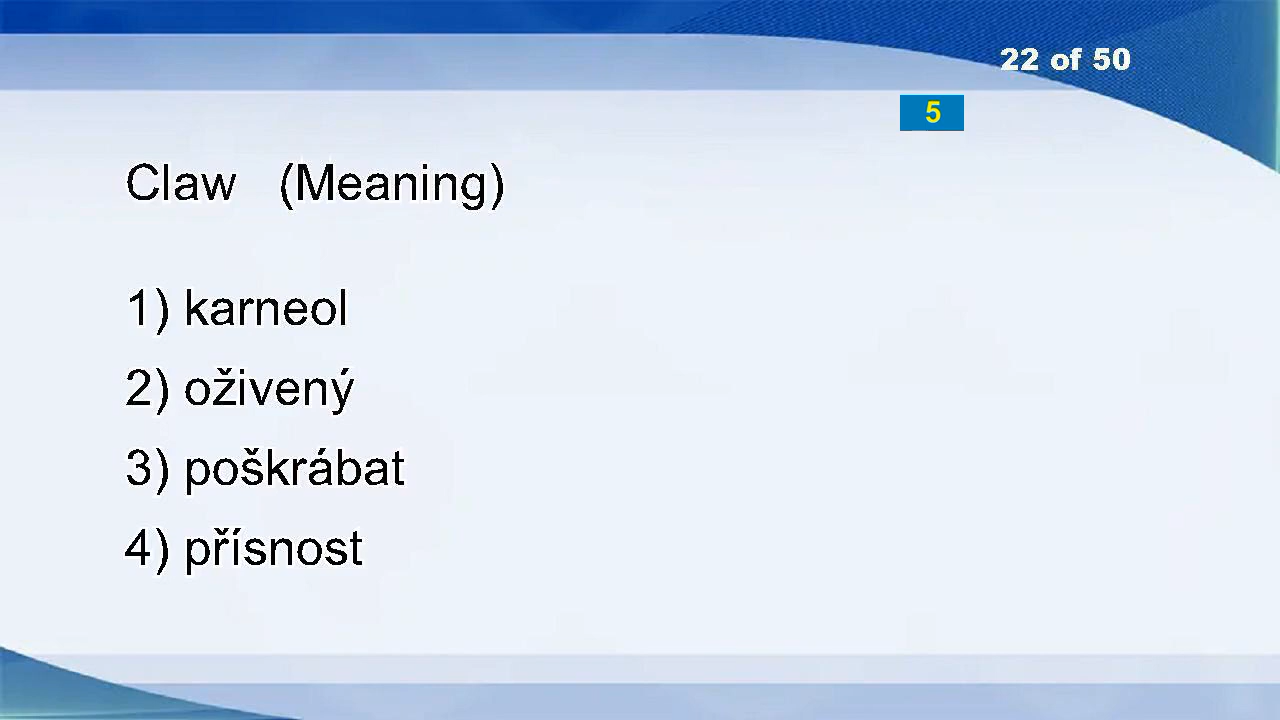 22 of 50
5
Claw (Meaning)
1) karneol
2) oživený
3) poškrábat
4) přísnost